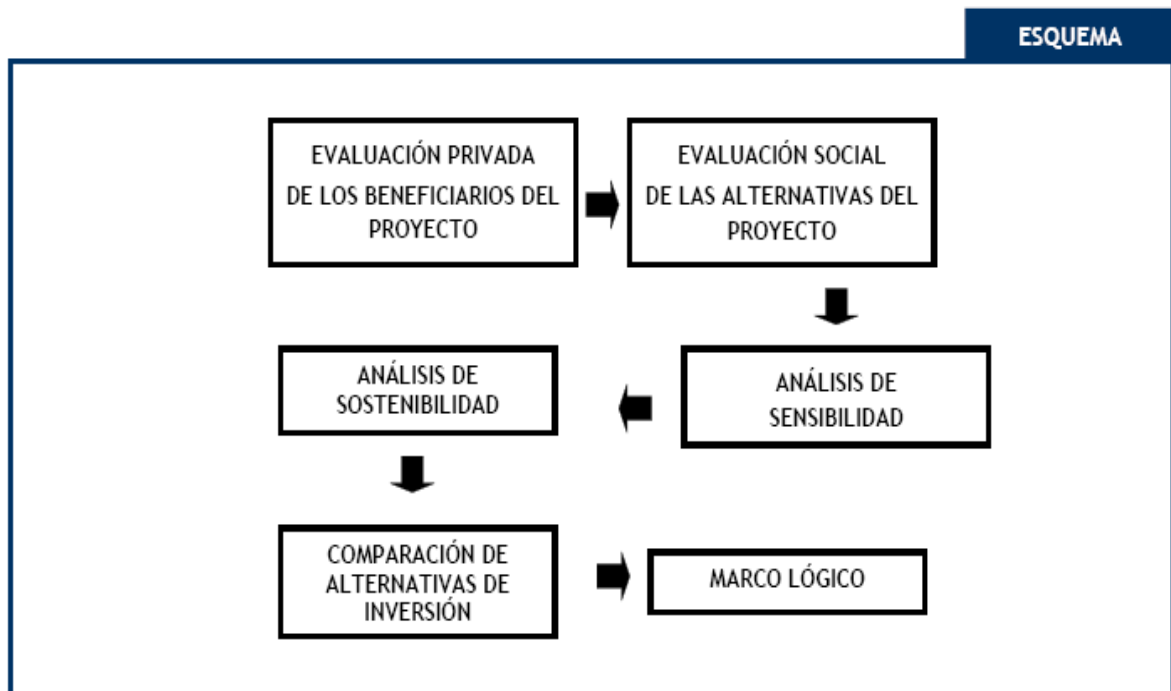 ESQUEMA
EVALUACIÓN PRIVADA
DE LOS BENEFICIARIOS DEL
PROYECTO
EVALUACIÓN SOCIAL
DE LAS ALTERNATIVAS DEL
PROYECTO
ANÁLISIS DE
SENSIBILIDAD
ANÁLISIS DE
SOSTENIBILIDAD
COMPARACIÓN DE
ALTERNATIVAS DE
INVERSIÓN
MARCO LÓGICO